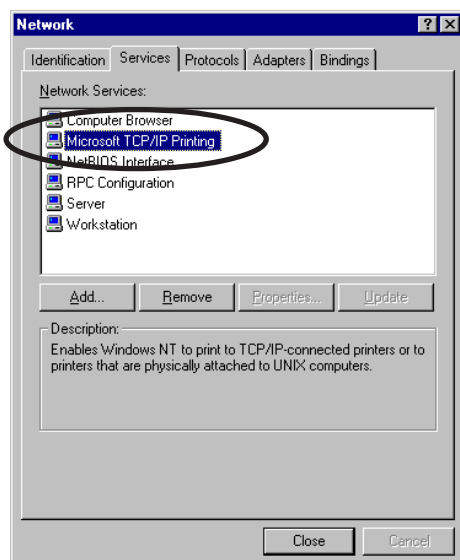 Network
Identification Services Protocols Adapters Bindings
Network Services:
Computer Browser
Microsoft TCP/IP Printing
NetBIOS Interface
RPC Configuration
Server
Workstation
Add... Remove Properties... Update
Description:
Enables Windows NT to print to TCP/IP-connected printers or to
printers that are physically attached to UNIX computers.
Close Cancel